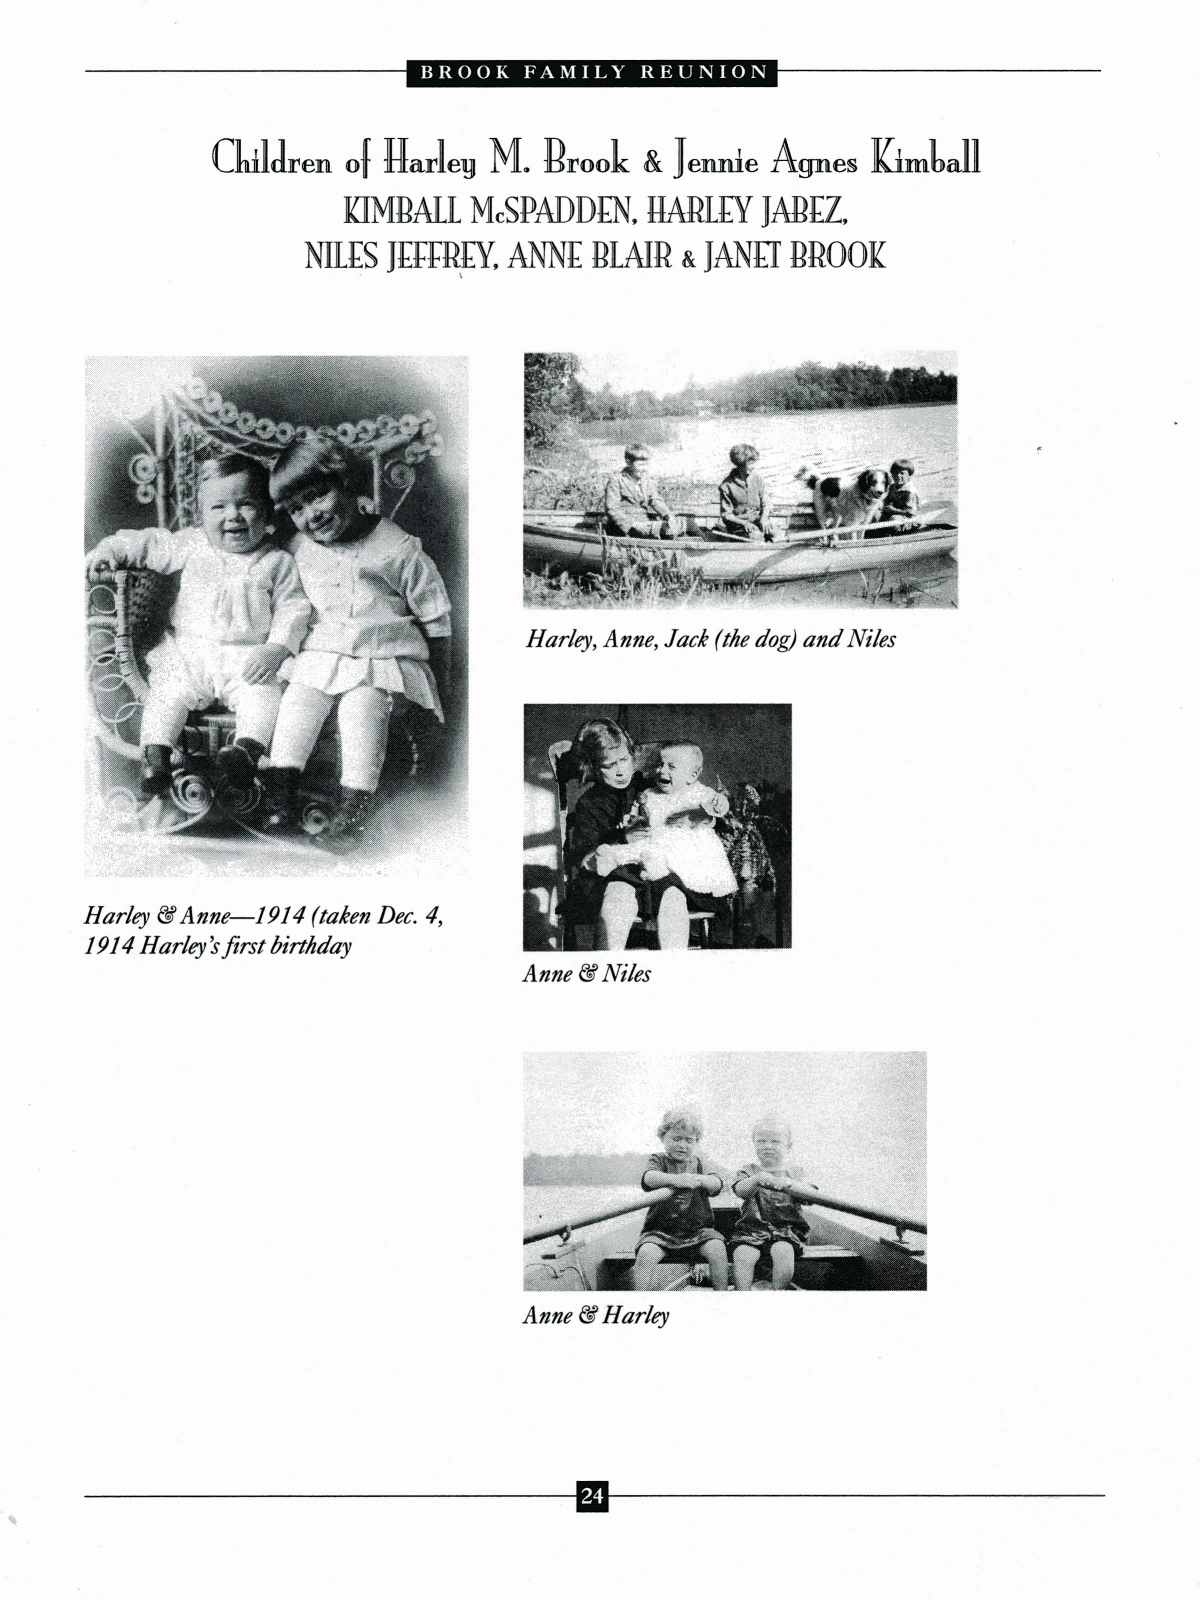 BROOK FAMILY REUNION
Children of Harley M. Brook & Jennie Agnes Kimball
KIMBALL McSPADDEN, HARLEY JABEZ,
NILES JEFFREY, ANNE BLAIR & JANET BROOK
Harley, Anne, Jack (the dog) and Niles
Harley & Anne—1914 (taken Dec. 4,
1914 Harley's first birthday
Anne & Niles
Anne & Harley
24